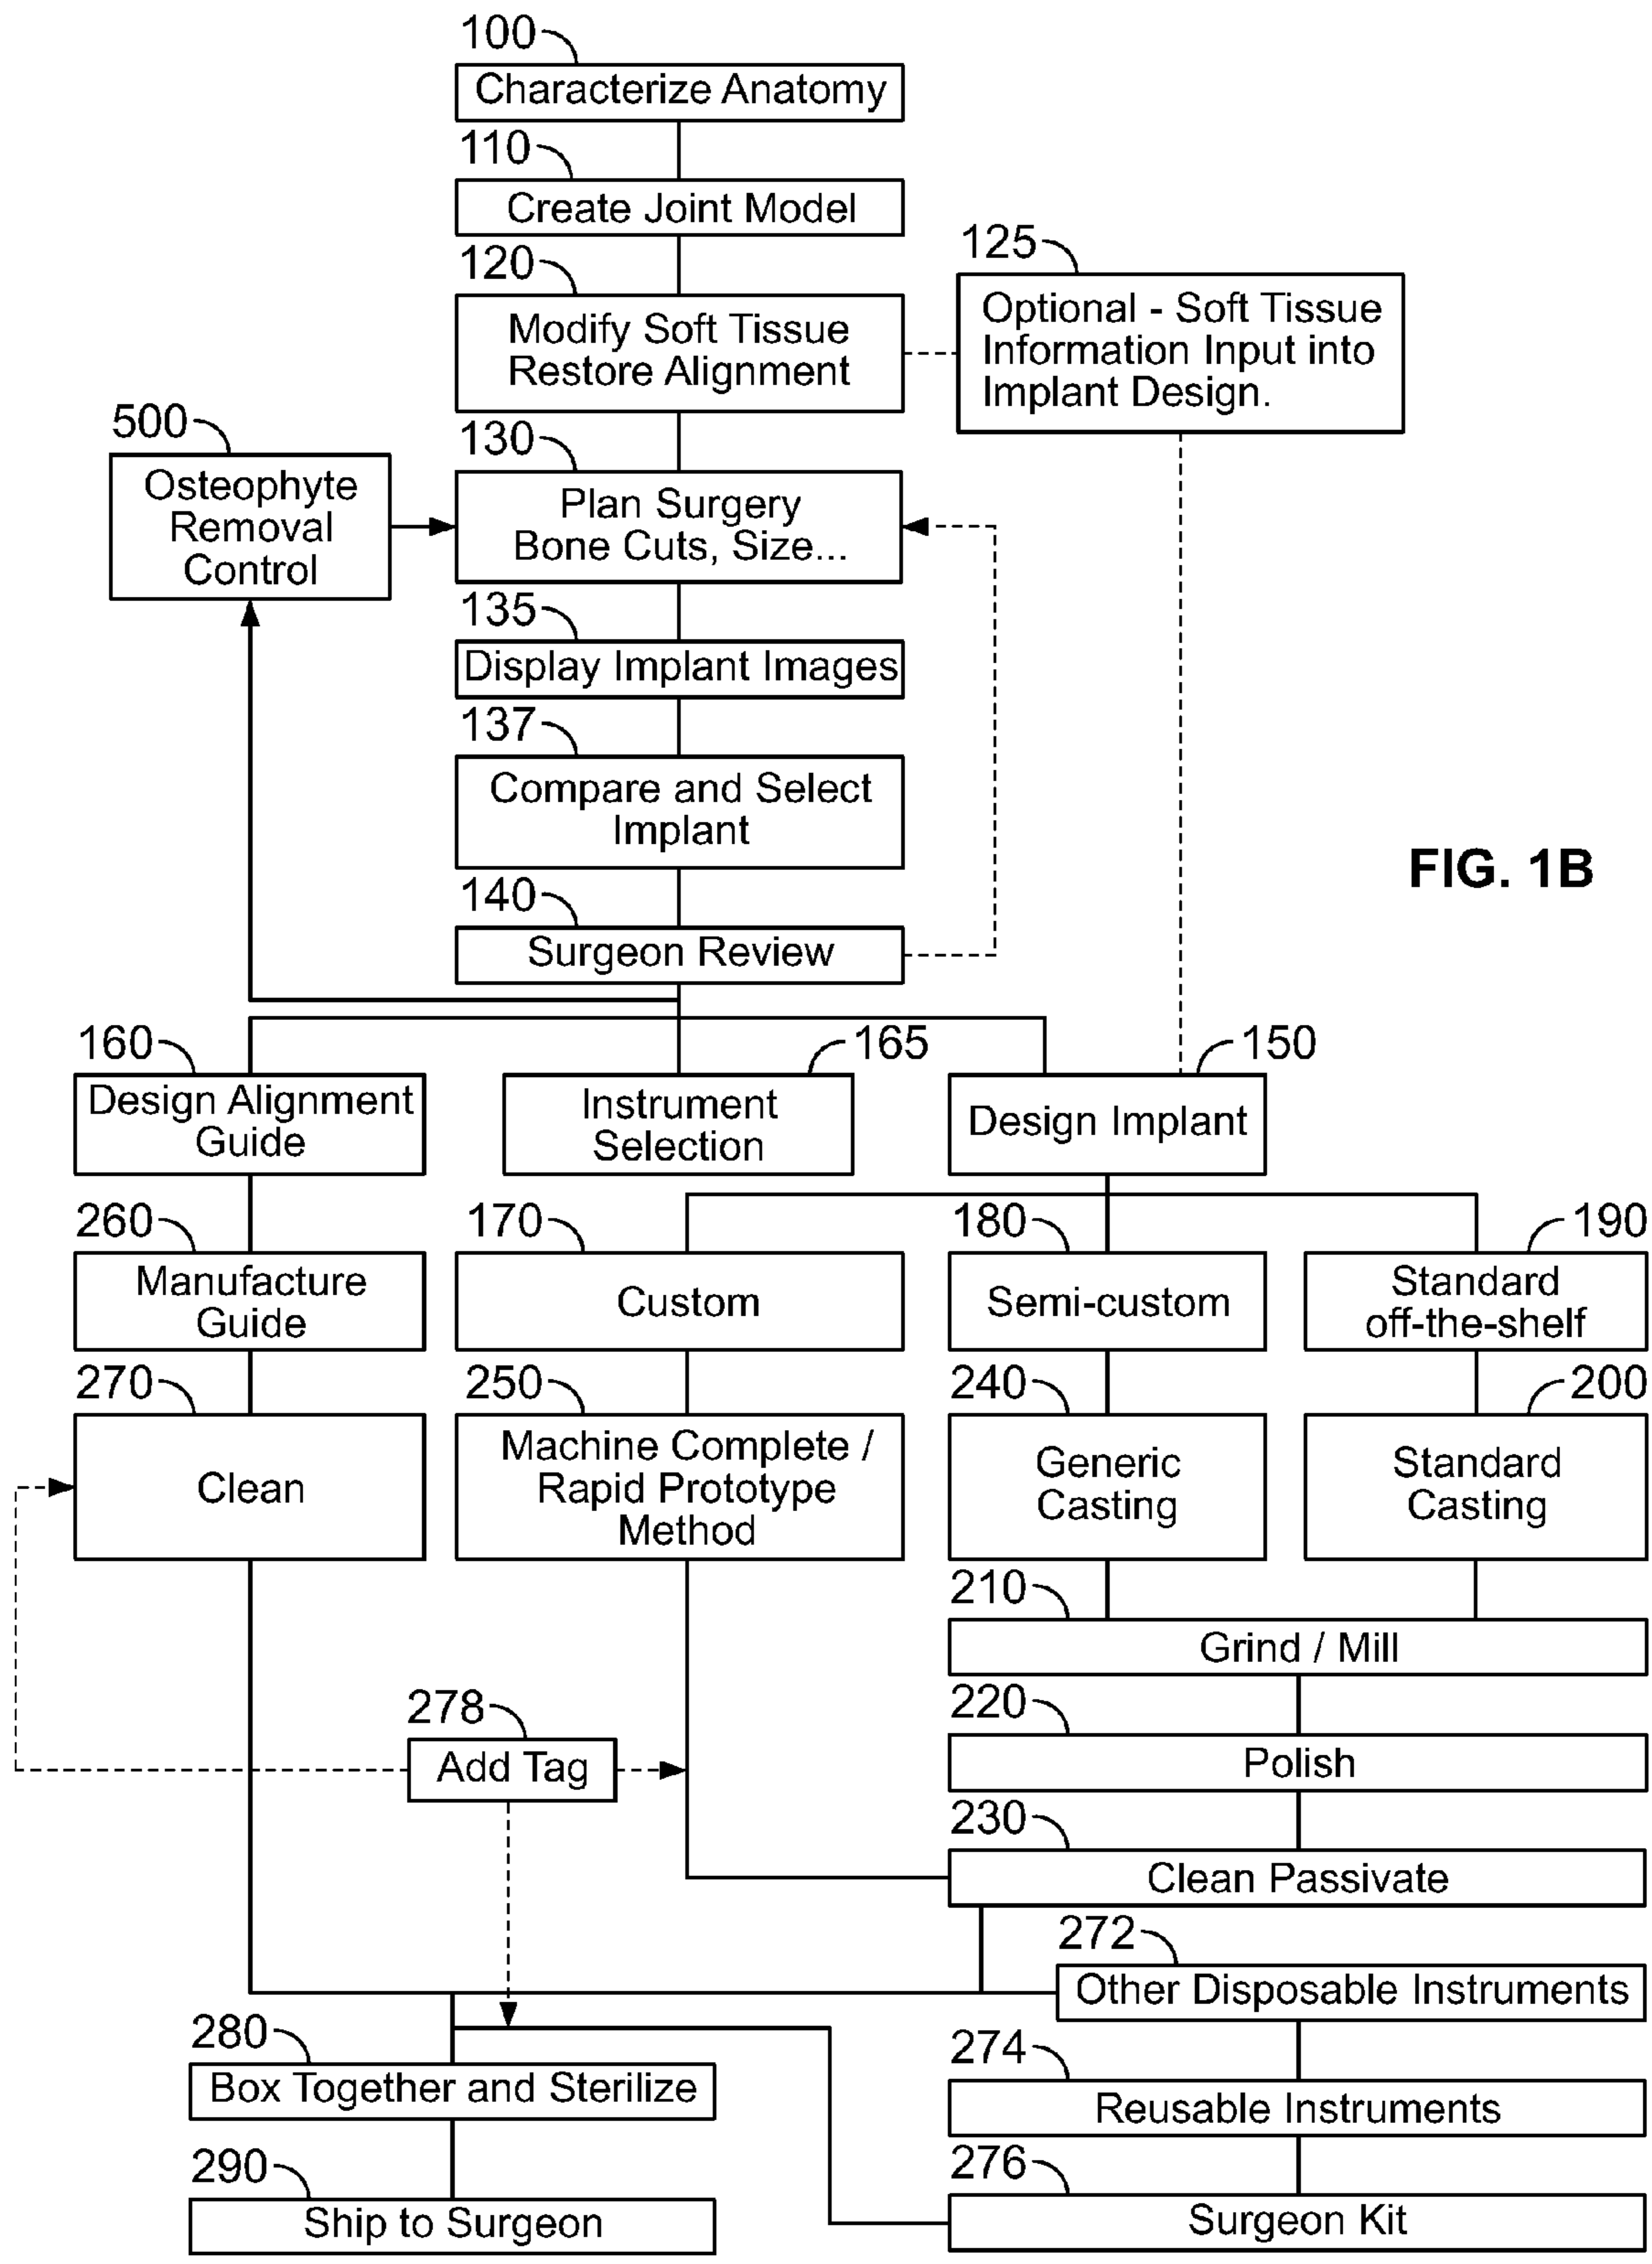 100
Characterize Anatomy
110
Create Joint Model
120
Modify Soft Tissue
Restore Alignment
125
Optional - Soft Tissue
Information Input into
Implant Design.
500
Osteophyte
Removal
Control
130
Plan Surgery
Bone Cuts, Size...
135
Display Implant Images
137
Compare and Select
Implant
FIG. 1B
140
Surgeon Review
160
Design Alignment
Guide
165
Instrument
Selection
150
Design Implant
260
Manufacture
Guide
170
Custom
180
Semi-custom
190
Standard
off-the-shelf
270
Clean
250
Machine Complete /
Rapid Prototype
Method
240
Generic
Casting
200
Standard
Casting
210
Grind / Mill
278
Add Tag
220
Polish
230
Clean Passivate
272
Other Disposable Instruments
280
Box Together and Sterilize
274
Reusable Instruments
290
Ship to Surgeon
276
Surgeon Kit